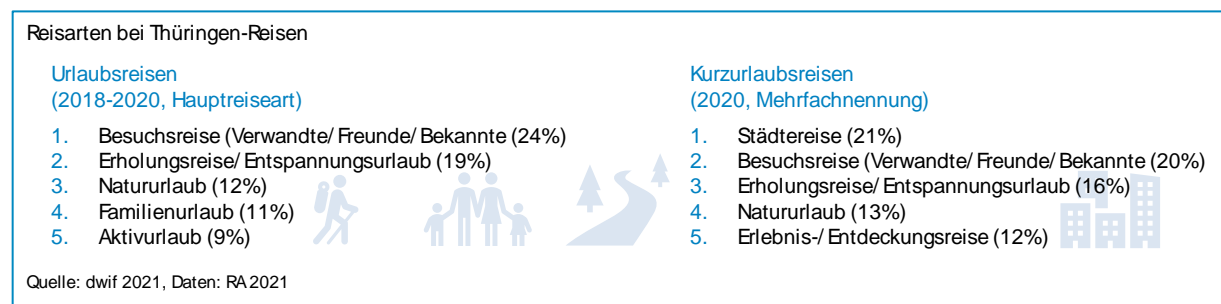 Reisarten bei Thüringen-Reisen
Urlaubsreisen
(2018-2020, Hauptreiseart)
1. Besuchsreise (Verwandte/ Freunde/ Bekannte (24%)
2. Erholungsreise/ Entspannungsurlaub (19%)
3. Natururlaub (12%)
4. Familienurlaub (11%)
5. Aktivurlaub (9%)
Kurzurlaubsreisen
(2020, Mehrfachnennung)
1. Städtereise (21%)
2. Besuchsreise (Verwandte/ Freunde/ Bekannte (20%)
3. Erholungsreise/ Entspannungsurlaub (16%)
4. Natururlaub (13%)
5. Erlebnis-/ Entdeckungsreise (12%)
Quelle: dwif 2021, Daten: RA 2021